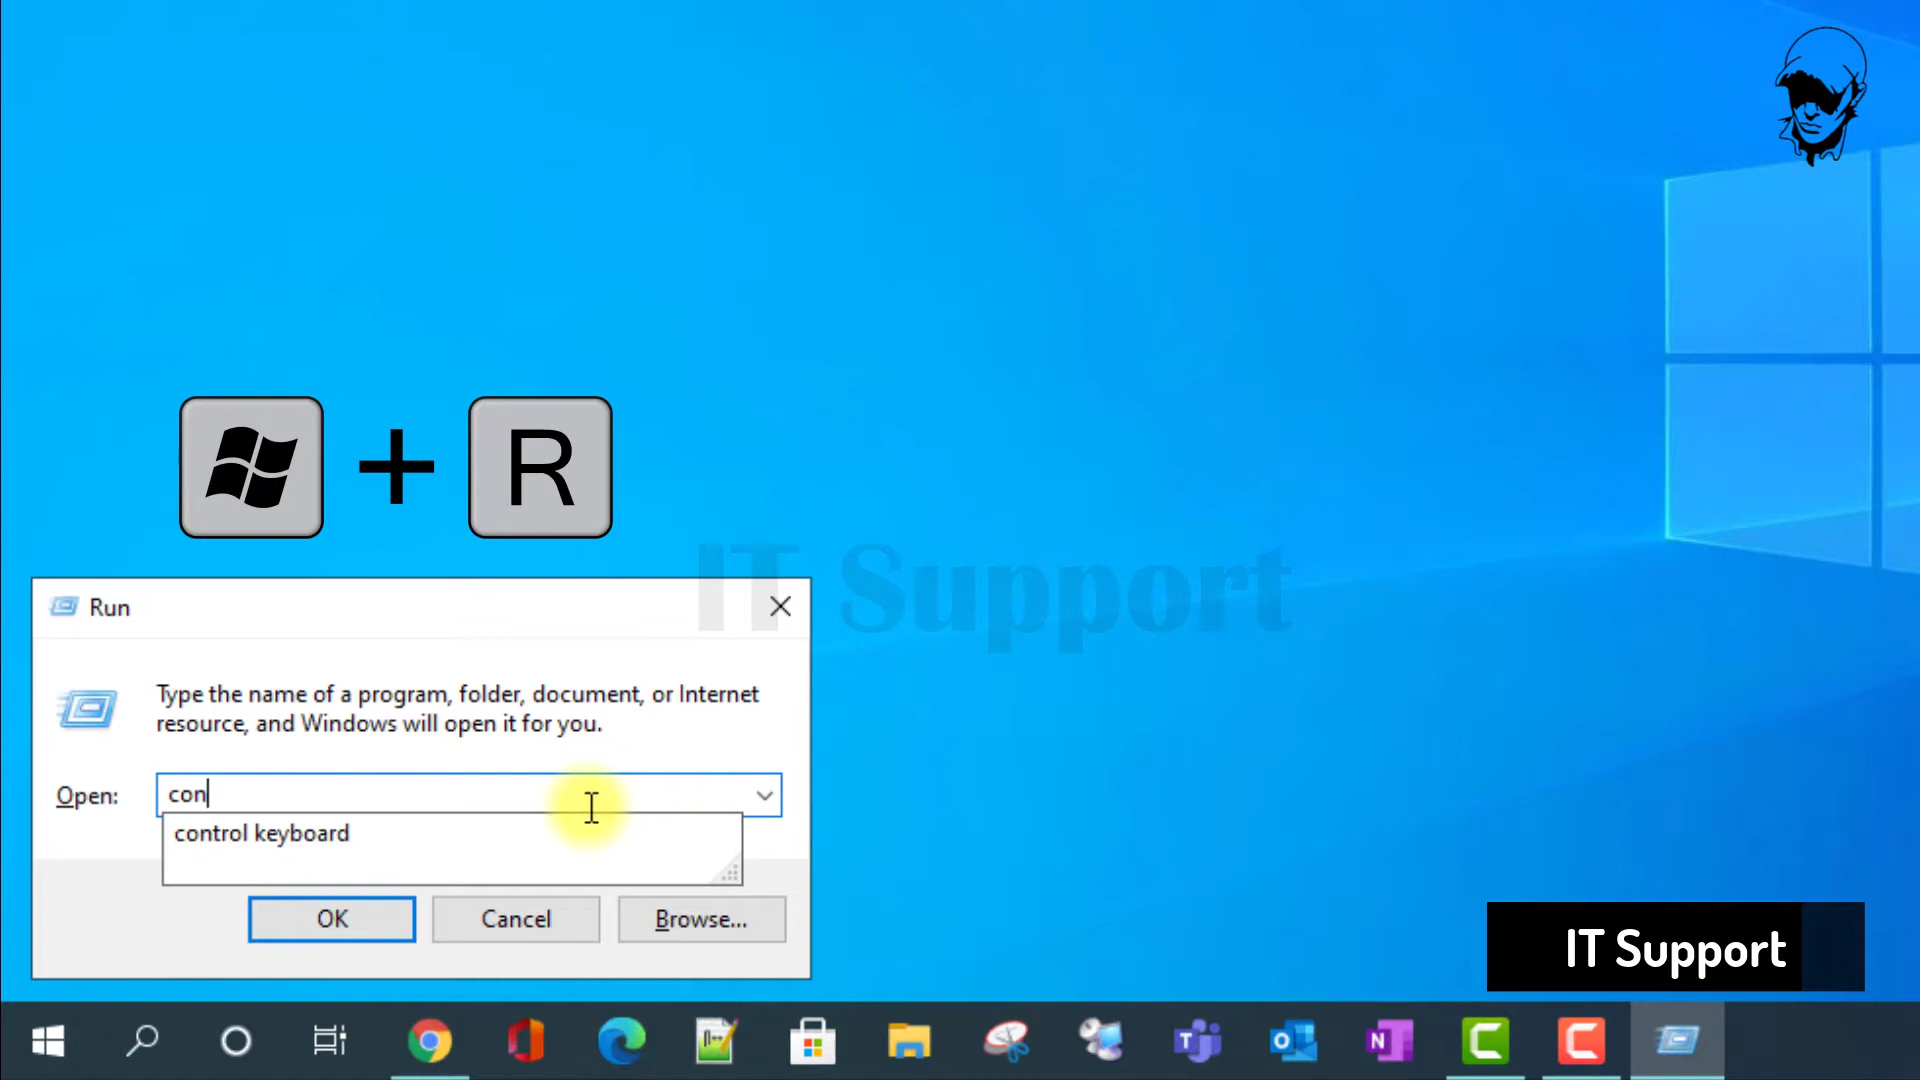 R
IT Support
Run
Type the name of a program, folder, document, or Internet
resource, and Windows will open it for you.
Open:
con
control keyboard
OK
Cancel
Browse...
IT Support